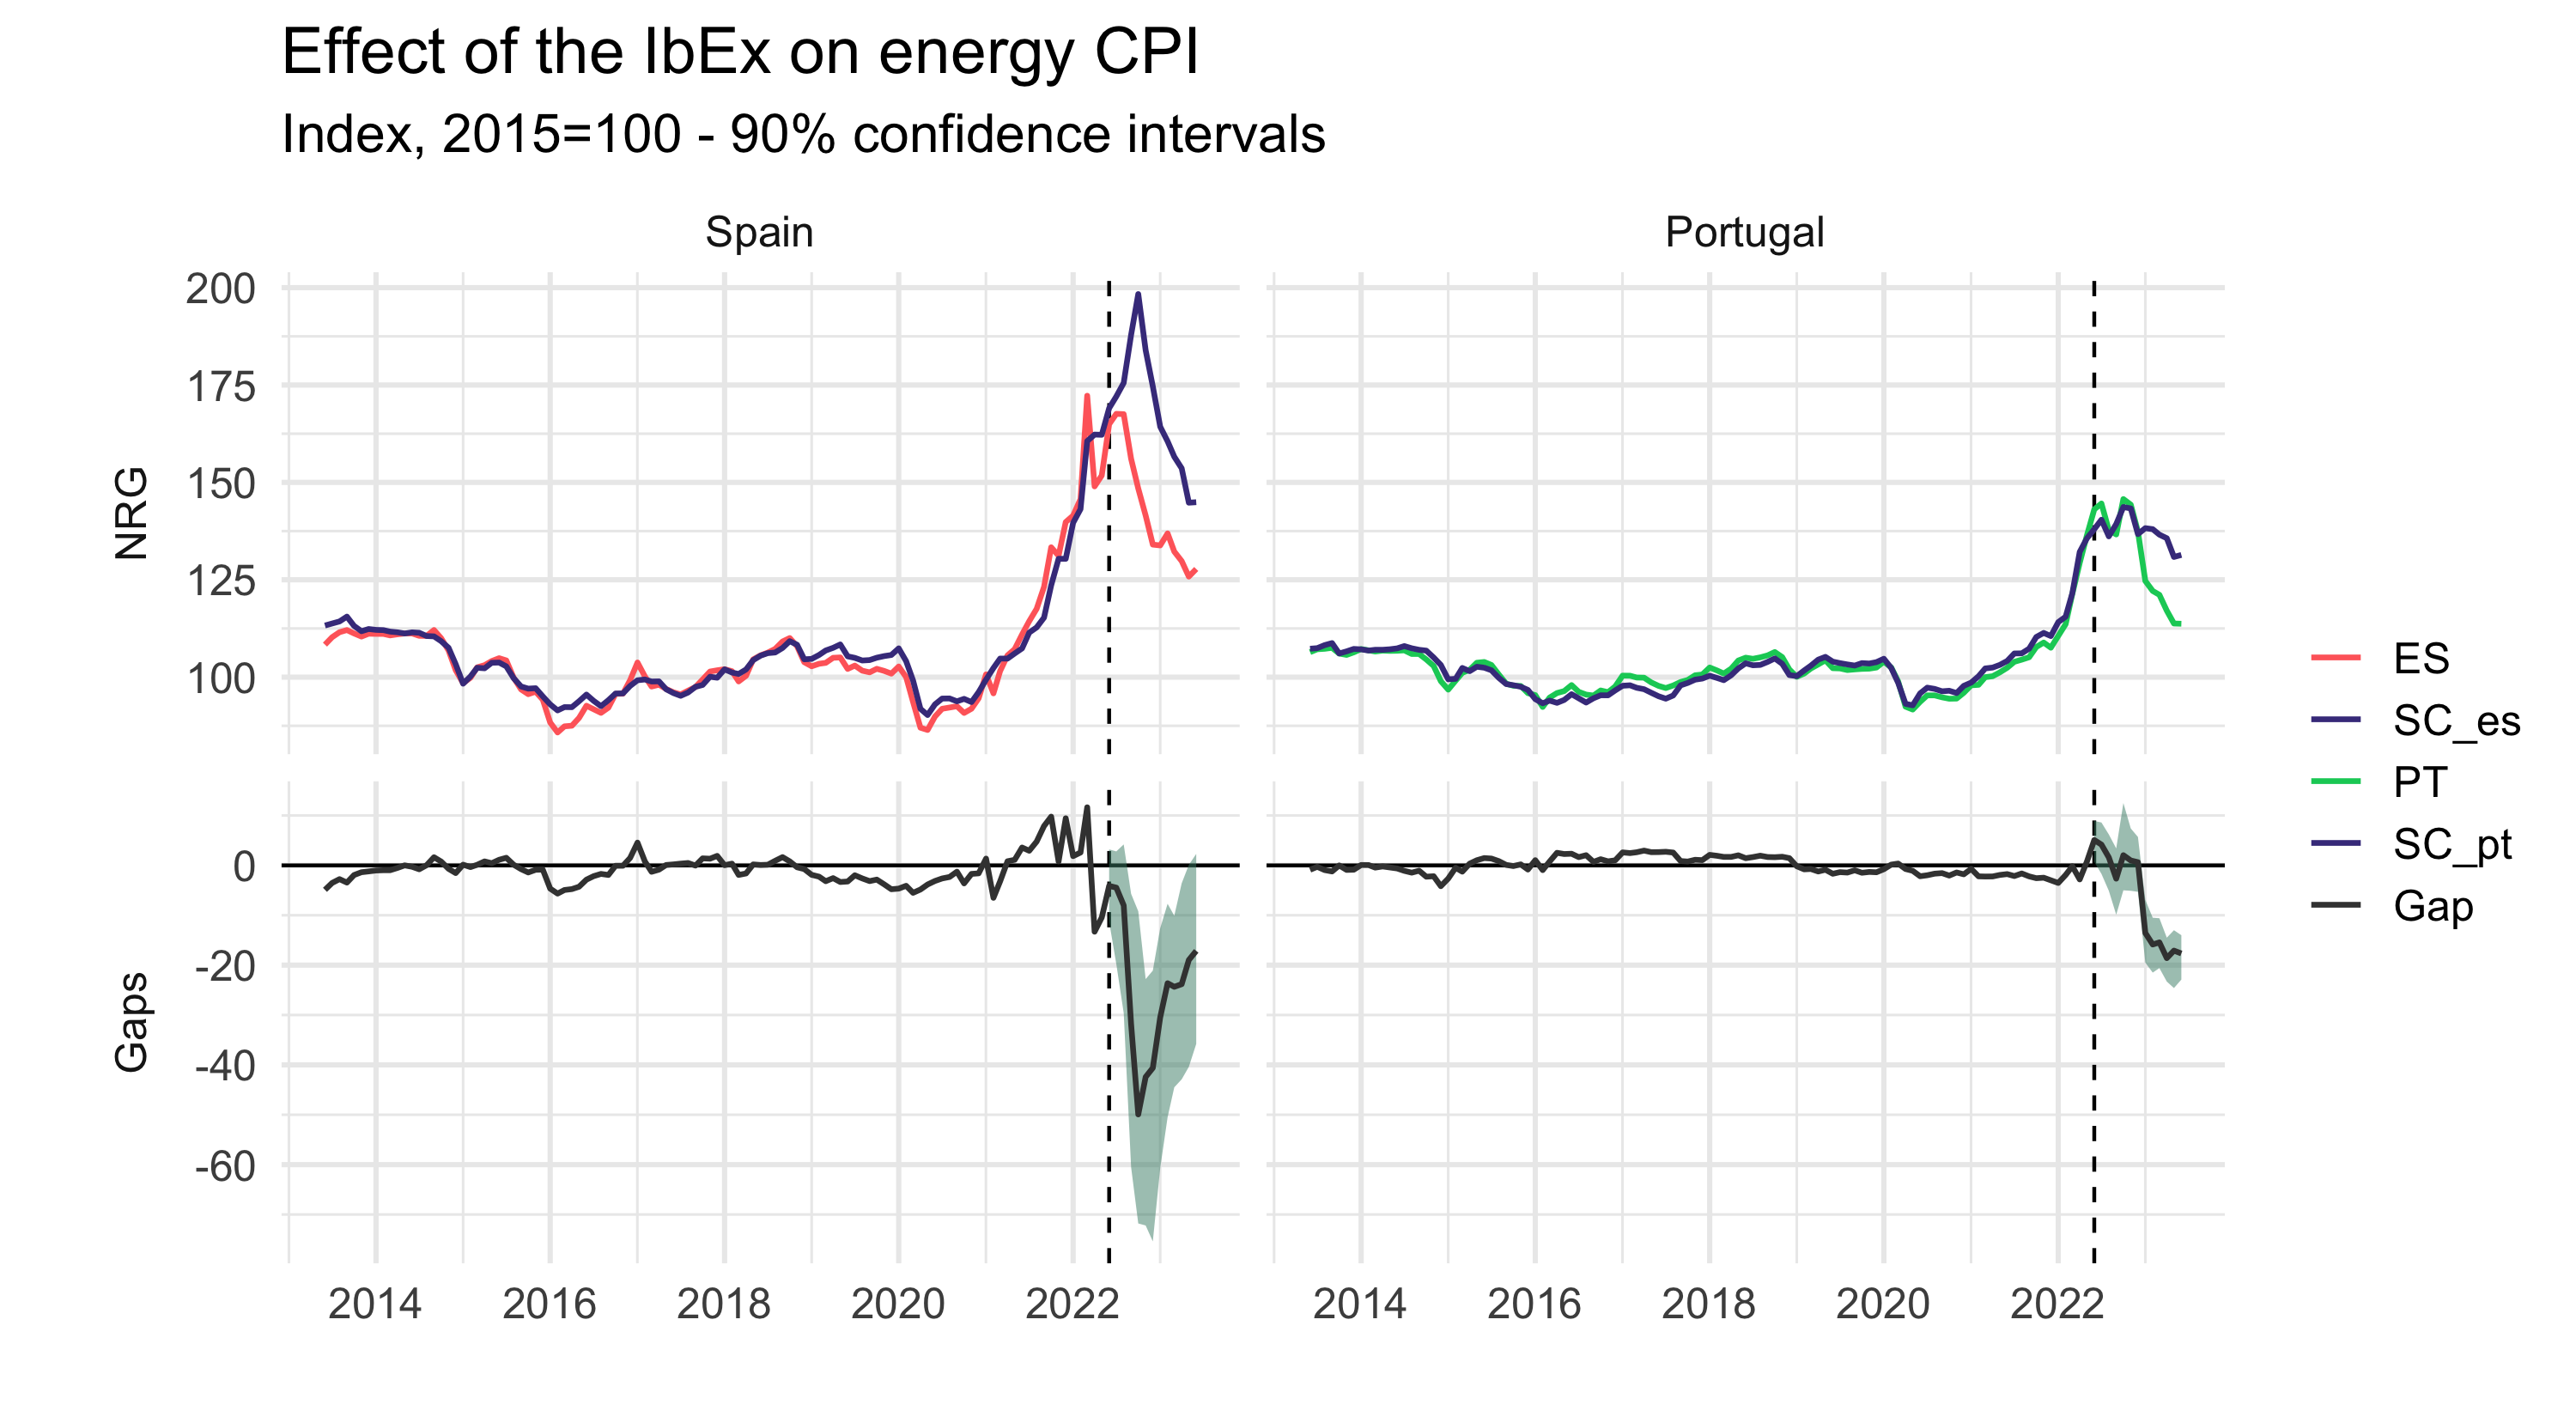 Effect of the IbEx on energy CPI
Index, 2015=100 - 90% confidence intervals
Spain
Portugal
NRG
200
175
150
125
100
Gaps
0
-20
-40
-60
2014 2016 2018 2020 2022
2014 2016 2018 2020 2022
ES
SC_es
PT
SC_pt
Gap